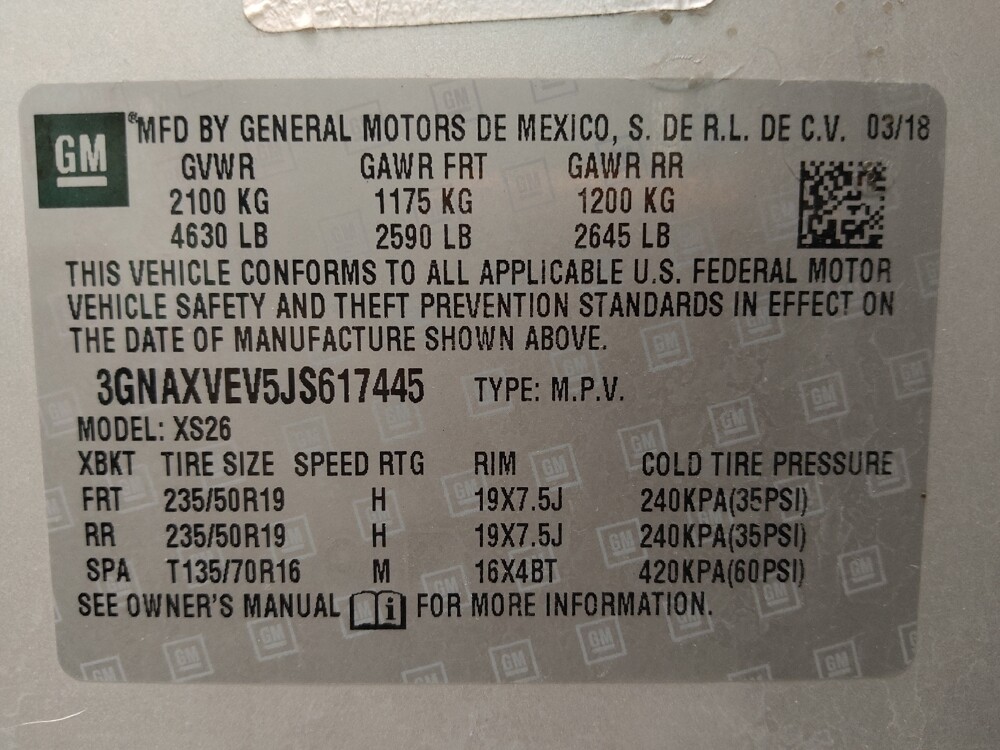 GM ® MFD BY GENERAL MOTORS DE MEXICO, S. DE R.L. DE C.V. 03/18
GVWR GAWR FRT GAWR RR
2100 KG 1175 KG 1200 KG
4630 LB 2590 LB 2645 LB
THIS VEHICLE CONFORMS TO ALL APPLICABLE U.S. FEDERAL MOTOR
VEHICLE SAFETY AND THEFT PREVENTION STANDARDS IN EFFECT ON
THE DATE OF MANUFACTURE SHOWN ABOVE.
3GNAXVEV5JS617445 TYPE: M.P.V.
MODEL: XS26
XBKT TIRE SIZE SPEED RTG RIM COLD TIRE PRESSURE
FRT 235/50R19 H 19X7.5J 240KPA(35PSI)
RR 235/50R19 H 19X7.5J 240KPA(35PSI)
SPA T135/70R16 M 16X4BT 420KPA(60PSI)
SEE OWNER'S MANUAL i FOR MORE INFORMATION.